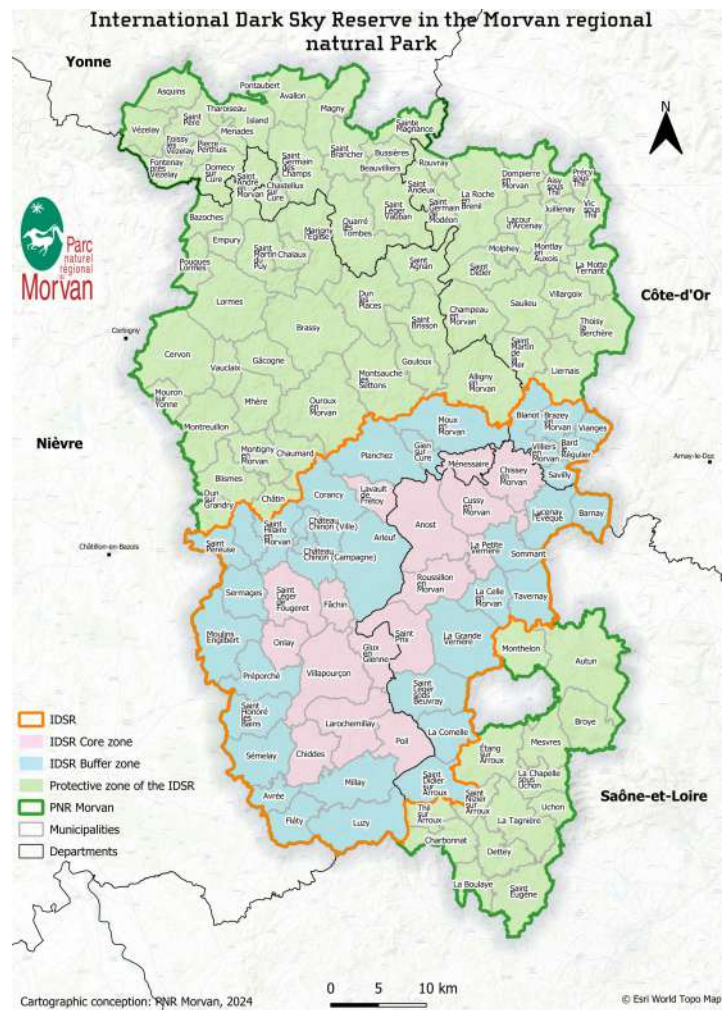 International Dark Sky Reserve in the Morvan regional
natural Park
Yonne
N
Parc
naturel
régional
du
Morvan
Côte-d'Or
Nièvre
Saône-et-Loire
Pontaubert
Asquins
Avallon
Tharoiseau
Magny
Saint
Père
Island
Sainte
Magnance
Vézelay
Menades
Foissy
lès
Vézelay
Pierre
Perthuis
Saint
Brancher
Bussières
Fontenay
près
Vézelay
Domecy
sur
Cure
Saint
Germain
des
Champs
Beauvilliers
Rouvray
Saint
André
en
Morvan
Chastellux
sur
Cure
Saint
Andeux
Dompierre
en
Morvan
Aisy
sous
Thil
Précy
sous
Thil
La Roche
en
Brenil
Juillenay
Vic
sous
Thil
Saint
Léger
Vauban
Saint
Germain
de
Modéon
Lacour
d'Arcenay
Bazoches
Marigny
l'Église
Quarré
les
Tombes
Empury
Saint
Martin
du
Puy
Chalaux
Molphey
Montlay
en
Auxois
Pouques
Lormes
Saint
Agnan
Saint
Didier
La Motte
Ternant
Lormes
Dun
les
Places
Villargoix
Saulieu
Brassy
Saint
Brisson
Champeau
en
Morvan
Thoisy
la
Berchère
Corbigny
Cervon
Gouloux
Saint
Martin
de
la
Mer
Vauclaix
Gâcogne
Montsauche
les
Settons
Liernais
Mouron
sur
Yonne
Mhère
Ouroux
en
Morvan
Alligny
en
Morvan
Montreuillon
Moux
en
Morvan
Blanot
Brazey
en
Morvan
Vianges
Montigny
en
Morvan
Chaumard
Planchez
Gien
sur
Cure
Villiers
en
Morvan
Bard
le
Régulier
Arnay-le-Duc
Blismes
Ménessaire
Chissey
en
Morvan
Savilly
Dun
sur
Grandry
Châtin
Corancy
Lavault
de
Frétoy
Cussy
en
Morvan
Lucenay
l'Évêque
Barnay
Saint
Hilaire
en
Morvan
Château
Chinon (Ville)
Anost
Saint
Péreuse
Arleuf
La Petite
Verrière
Châtillon-en-Bazois
Château
Chinon (Campagne)
Sommant
Sermages
Saint
Léger
de
Fougeret
Fâchin
Roussillon
en
Morvan
La Celle
en
Morvan
Tavernay
Moulins
Engilbert
Onlay
Saint
Prix
La Grande
Verrière
Monthelon
Glux
en
Glenne
Autun
Préporché
Villapourçon
Saint
Léger
sous
Beuvray
Saint
Honoré
les
Bains
Larochemillay
Broye
La Comelle
Mesvres
Sémelay
Chiddes
Poil
Étang
sur
Arroux
La Chapelle
sous
Uchon
Millay
Saint
Didier
sur
Arroux
Saint
Nizier
sur
Arroux
Avrée
Uchon
Fléty
Luzy
Thil
sur
Arroux
La Tagnière
Charbonnat
Dettey
La Boulaye
Saint
Eugène
IDSR
IDSR Core zone
IDSR Buffer zone
Protective zone of the IDSR
PNR Morvan
Municipalities
Departments
0 5 10 km
Cartographic conception: PNR Morvan, 2024
© Esri World Topo Map